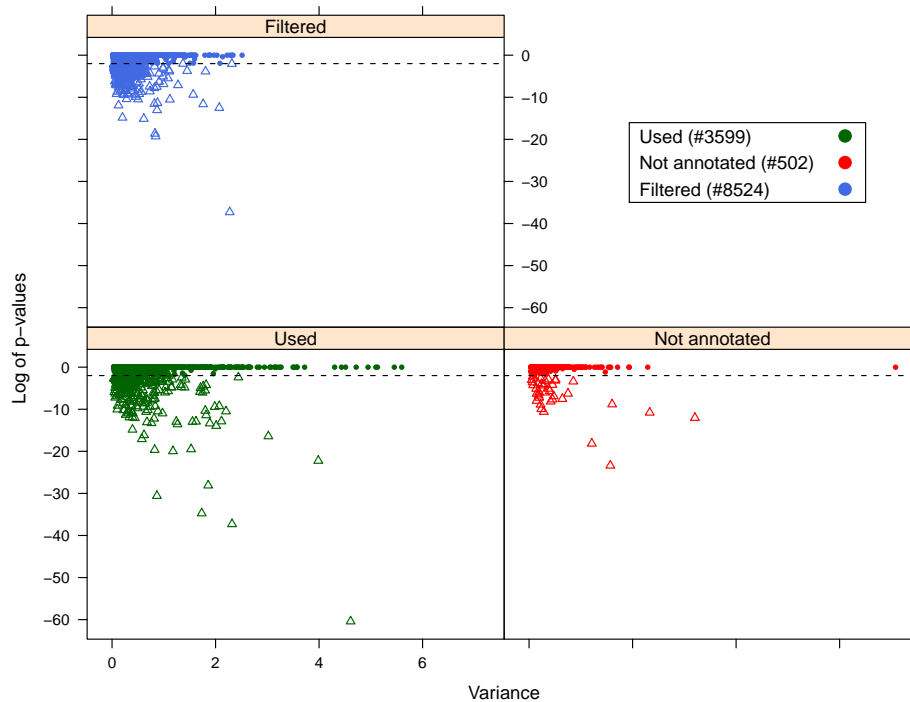 Filtered
0
−10
−20
−30
−40
−50
−60
Used (#3599)
Not annotated (#502)
Filtered (#8524)
Log of p−values
Used
Not annotated
0
−10
−20
−30
−40
−50
−60
0
2
4
6
Variance